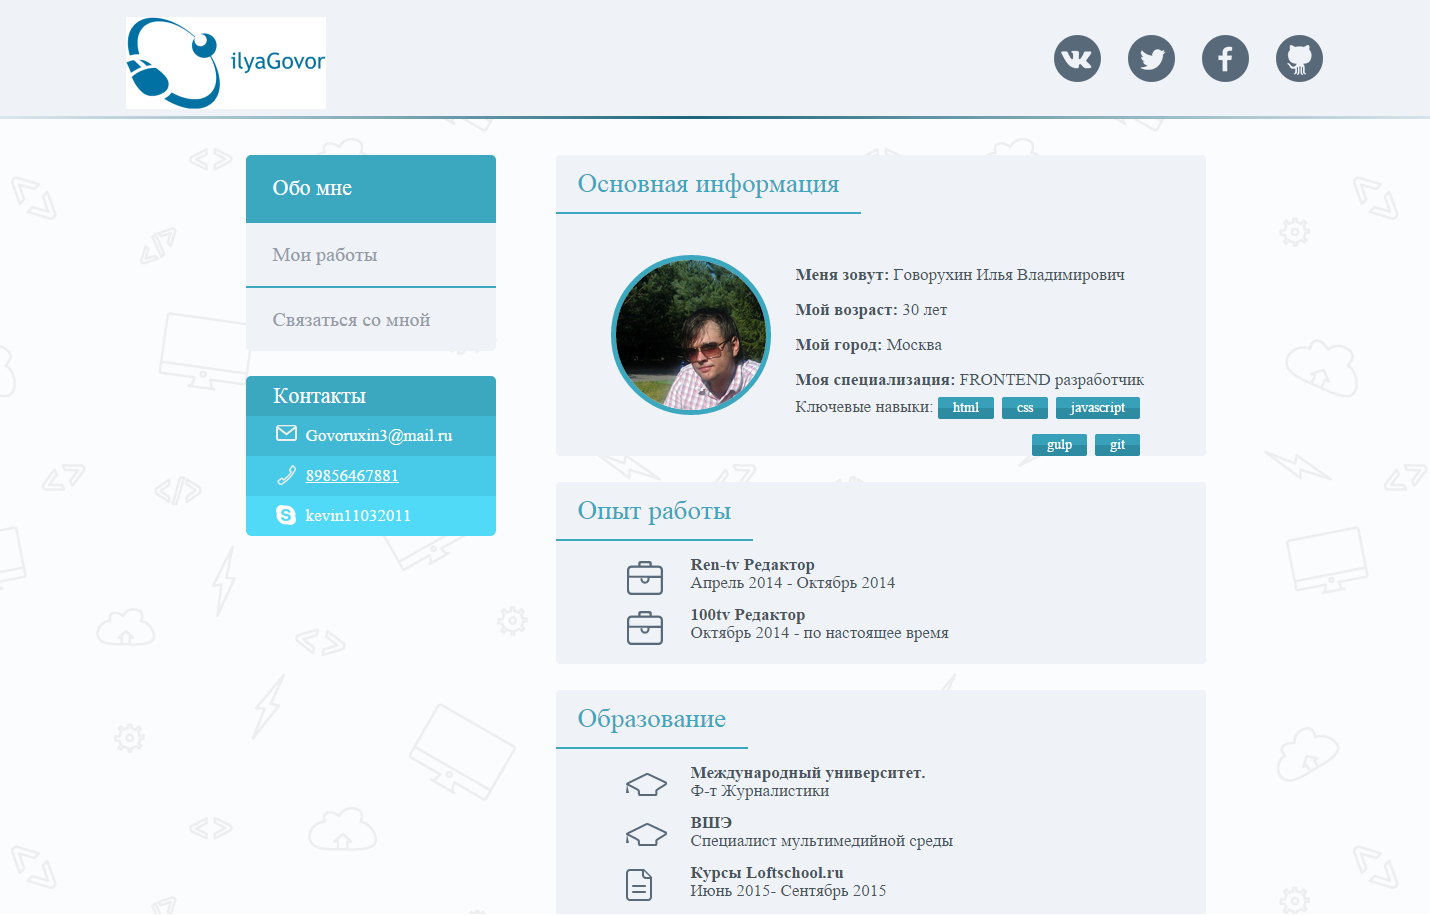 ilyaGovor
Обо мне
Мои работы
Связаться со мной
Контакты
Govoruxin3@mail.ru
89856467881
kevin11032011
Основная информация
Меня зовут: Говорухин Илья Владимирович
Мой возраст: 30 лет
Мой город: Москва
Моя специализация: FRONTEND разработчик
Ключевые навыки: html css javascript
gulp git
Опыт работы
Ren-tv Редактор
Апрель 2014 - Октябрь 2014
100tv Редактор
Октябрь 2014 - по настоящее время
Образование
Международный университет.
Ф-т Журналистики
ВШЭ
Специалист мультимедийной среды
Курсы Loftschool.ru
Июнь 2015- Сентябрь 2015